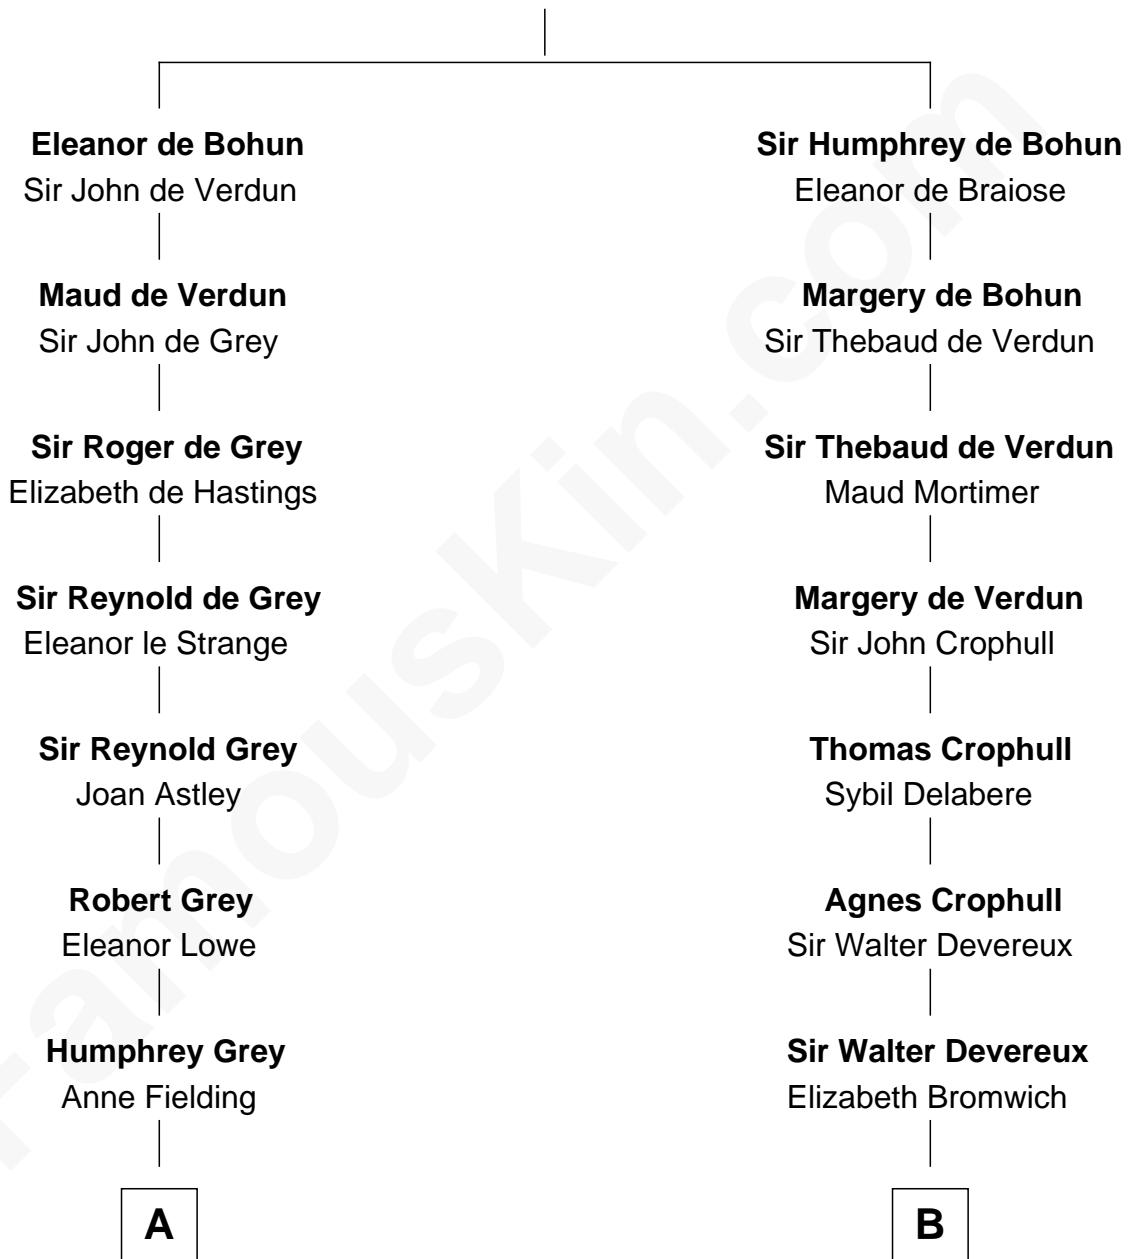 Eleanor de Bohun
Sir John de Verdun
Maud de Verdun
Sir John de Grey
Sir Roger de Grey
Elizabeth de Hastings
Sir Reynold de Grey
Eleanor le Strange
Sir Reynold Grey
Joan Astley
Robert Grey
Eleanor Lowe
Humphrey Grey
Anne Fielding
A
Sir Humphrey de Bohun
Eleanor de Braiose
Margery de Bohun
Sir Thebaud de Verdun
Sir Thebaud de Verdun
Maud Mortimer
Margery de Verdun
Sir John Crophull
Thomas Crophull
Sybil Delabere
Agnes Crophull
Sir Walter Devereux
Sir Walter Devereux
Elizabeth Bromwich
B
FamousKin.com